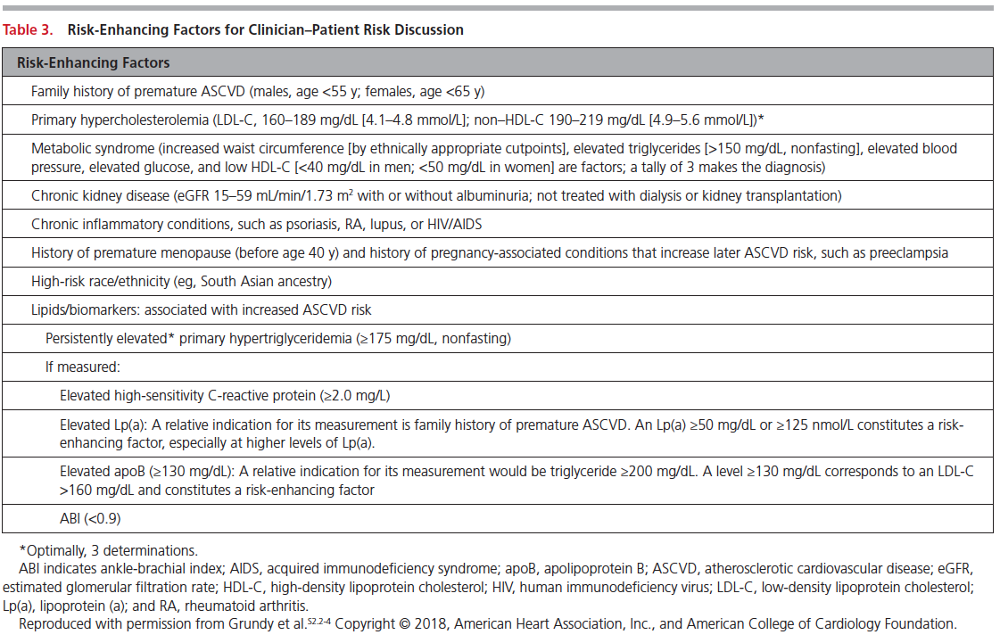 Table 3. Risk-Enhancing Factors for Clinician–Patient Risk Discussion
Risk-Enhancing Factors
Family history of premature ASCVD (males, age <55 y; females, age <65 y)
Primary hypercholesterolemia (LDL-C, 160–189 mg/dL [4.1–4.8 mmol/L]; non–HDL-C 190–219 mg/dL [4.9–5.6 mmol/L])*
Metabolic syndrome (increased waist circumference [by ethnically appropriate cutpoints], elevated triglycerides [>150 mg/dL, nonfasting], elevated blood
pressure, elevated glucose, and low HDL-C [<40 mg/dL in men; <50 mg/dL in women] are factors; a tally of 3 makes the diagnosis)
Chronic kidney disease (eGFR 15–59 mL/min/1.73 m² with or without albuminuria; not treated with dialysis or kidney transplantation)
Chronic inflammatory conditions, such as psoriasis, RA, lupus, or HIV/AIDS
History of premature menopause (before age 40 y) and history of pregnancy-associated conditions that increase later ASCVD risk, such as preeclampsia
High-risk race/ethnicity (eg, South Asian ancestry)
Lipids/biomarkers: associated with increased ASCVD risk
Persistently elevated* primary hypertriglyceridemia (≥175 mg/dL, nonfasting)
If measured:
Elevated high-sensitivity C-reactive protein (≥2.0 mg/L)
Elevated Lp(a): A relative indication for its measurement is family history of premature ASCVD. An Lp(a) ≥50 mg/dL or ≥125 nmol/L constitutes a risk-
enhancing factor, especially at higher levels of Lp(a).
Elevated apoB (≥130 mg/dL): A relative indication for its measurement would be triglyceride ≥200 mg/dL. A level ≥130 mg/dL corresponds to an LDL-C
>160 mg/dL and constitutes a risk-enhancing factor
ABI (<0.9)
*Optimally, 3 determinations.
ABI indicates ankle-brachial index; AIDS, acquired immunodeficiency syndrome; apoB, apolipoprotein B; ASCVD, atherosclerotic cardiovascular disease; eGFR,
estimated glomerular filtration rate; HDL-C, high-density lipoprotein cholesterol; HIV, human immunodeficiency virus; LDL-C, low-density lipoprotein cholesterol;
Lp(a), lipoprotein (a); and RA, rheumatoid arthritis.
Reproduced with permission from Grundy et al.S2.2-4 Copyright © 2018, American Heart Association, Inc., and American College of Cardiology Foundation.